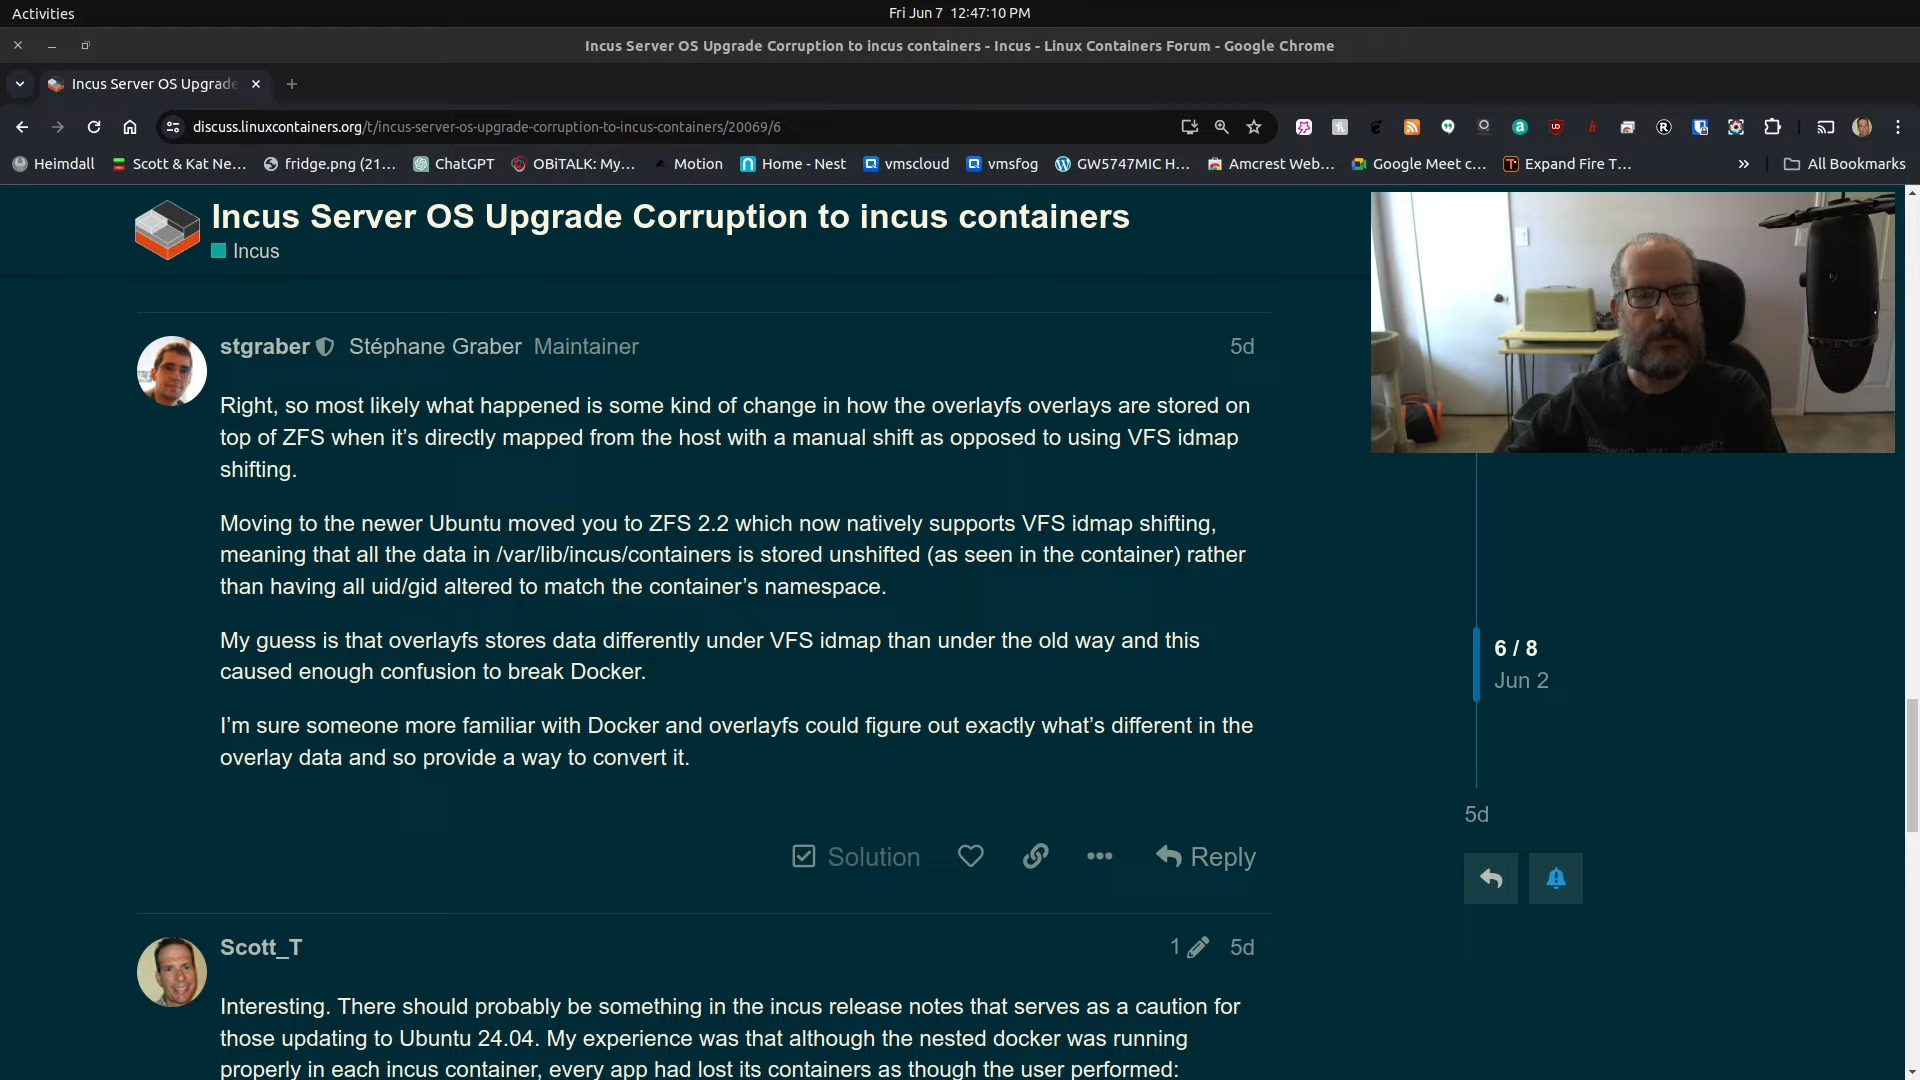 Activities
Fri Jun 7 12:47:10 PM
Incus Server OS Upgrade Corruption to incus containers - Incus - Linux Containers Forum - Google Chrome
Incus Server OS Upgrade
discuss.linuxcontainers.org/t/incus-server-os-upgrade-corruption-to-incus-containers/20069/6
Heimdall Scott & Kat Ne... fridge.png (21... ChatGPT OBiTALK: My... Motion Home - Nest vmscloud vmsfog GW5747MIC H... Amcrest Web... Google Meet c... Expand Fire T... » All Bookmarks
Incus Server OS Upgrade Corruption to incus containers
Incus
stgraber Stéphane Graber Maintainer 5d
Right, so most likely what happened is some kind of change in how the overlayfs overlays are stored on
top of ZFS when it’s directly mapped from the host with a manual shift as opposed to using VFS idmap
shifting.
Moving to the newer Ubuntu moved you to ZFS 2.2 which now natively supports VFS idmap shifting,
meaning that all the data in /var/lib/incus/containers is stored unshifted (as seen in the container) rather
than having all uid/gid altered to match the container’s namespace.
My guess is that overlayfs stores data differently under VFS idmap than under the old way and this
caused enough confusion to break Docker.
I’m sure someone more familiar with Docker and overlayfs could figure out exactly what’s different in the
overlay data and so provide a way to convert it.
Solution Reply
6 / 8
Jun 2
5d
Scott_T 1 5d
Interesting. There should probably be something in the incus release notes that serves as a caution for
those updating to Ubuntu 24.04. My experience was that although the nested docker was running
properly in each incus container, every app had lost its containers as though the user performed: